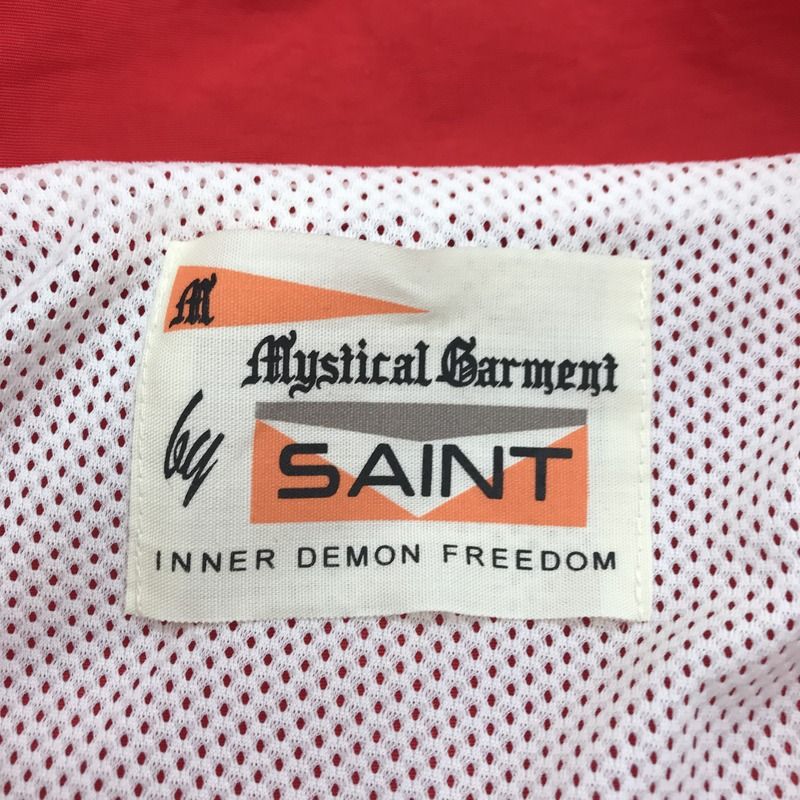 M
Mystical Garment
by SAINT
INNER DEMON FREEDOM